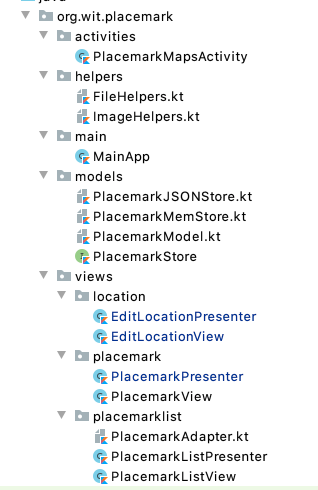 org.wit.placemark
activities
PlacemarkMapsActivity
helpers
FileHelpers.kt
ImageHelpers.kt
main
MainApp
models
PlacemarkJSONStore.kt
PlacemarkMemStore.kt
PlacemarkModel.kt
PlacemarkStore
views
location
EditLocationPresenter
EditLocationView
placemark
PlacemarkPresenter
PlacemarkView
placemarklist
PlacemarkAdapter.kt
PlacemarkListPresenter
PlacemarkListView